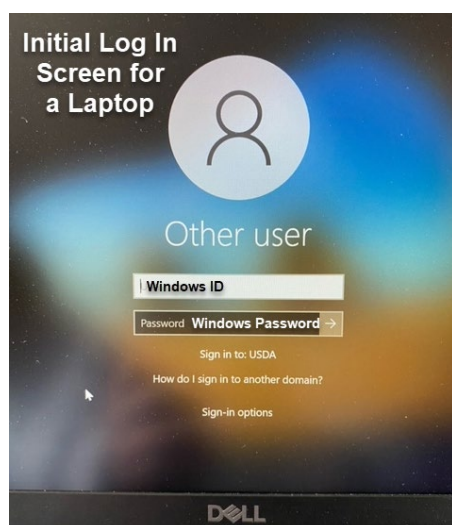 Initial Log In
Screen for
a Laptop
Other user
Windows ID
Password Windows Password
Sign in to: USDA
How do I sign in to another domain?
Sign-in options
DELL